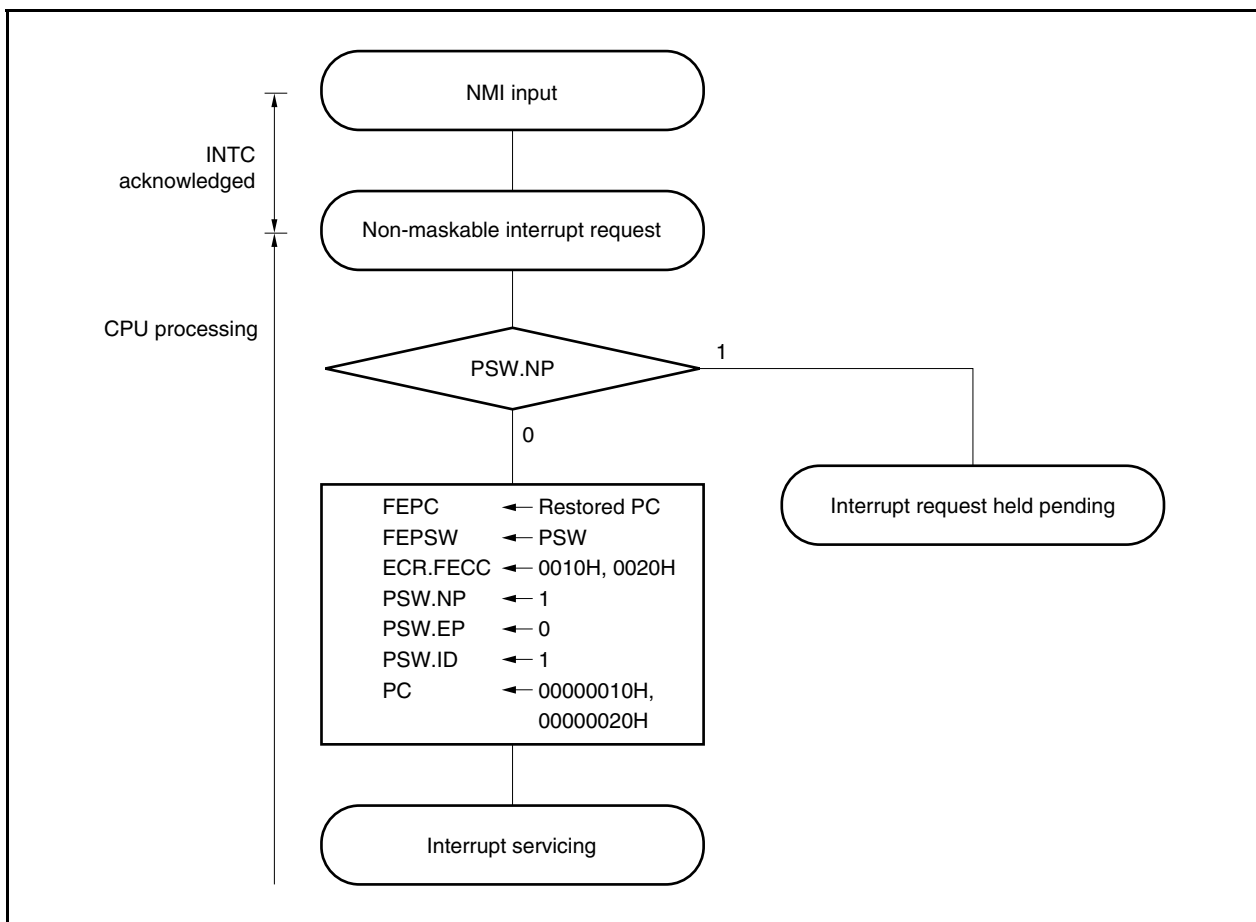 NMI input
INTC
acknowledged
Non-maskable interrupt request
CPU processing
PSW.NP
1
0
FEPC ← Restored PC
FEPSW ← PSW
ECR.FECC ← 0010H, 0020H
PSW.NP ← 1
PSW.EP ← 0
PSW.ID ← 1
PC ← 00000010H,
00000020H
Interrupt request held pending
Interrupt servicing